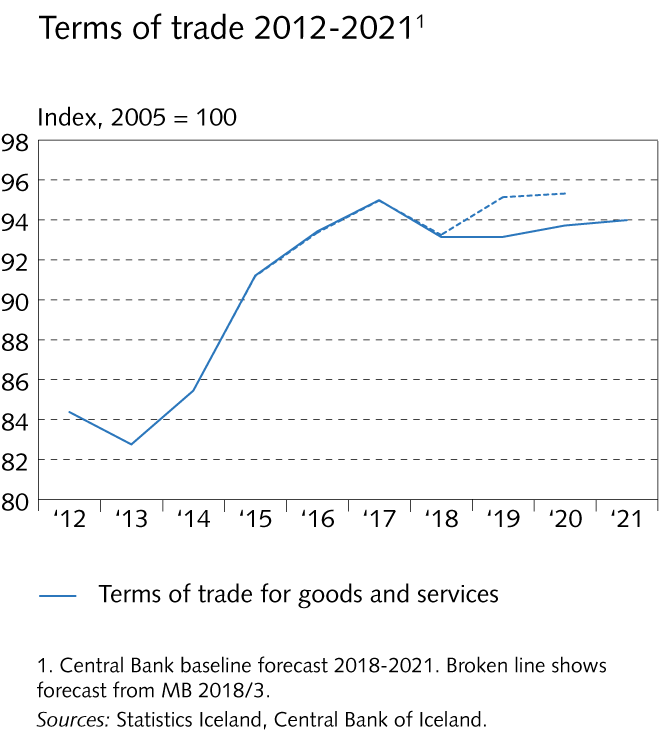 Terms of trade 2012-2021¹
Index, 2005 = 100
98
96
94
92
90
88
86
84
82
80
‘12 ‘13 ‘14 ‘15 ‘16 ‘17 ‘18 ‘19 ‘20 ‘21
Terms of trade for goods and services
1. Central Bank baseline forecast 2018-2021. Broken line shows
forecast from MB 2018/3.
Sources: Statistics Iceland, Central Bank of Iceland.